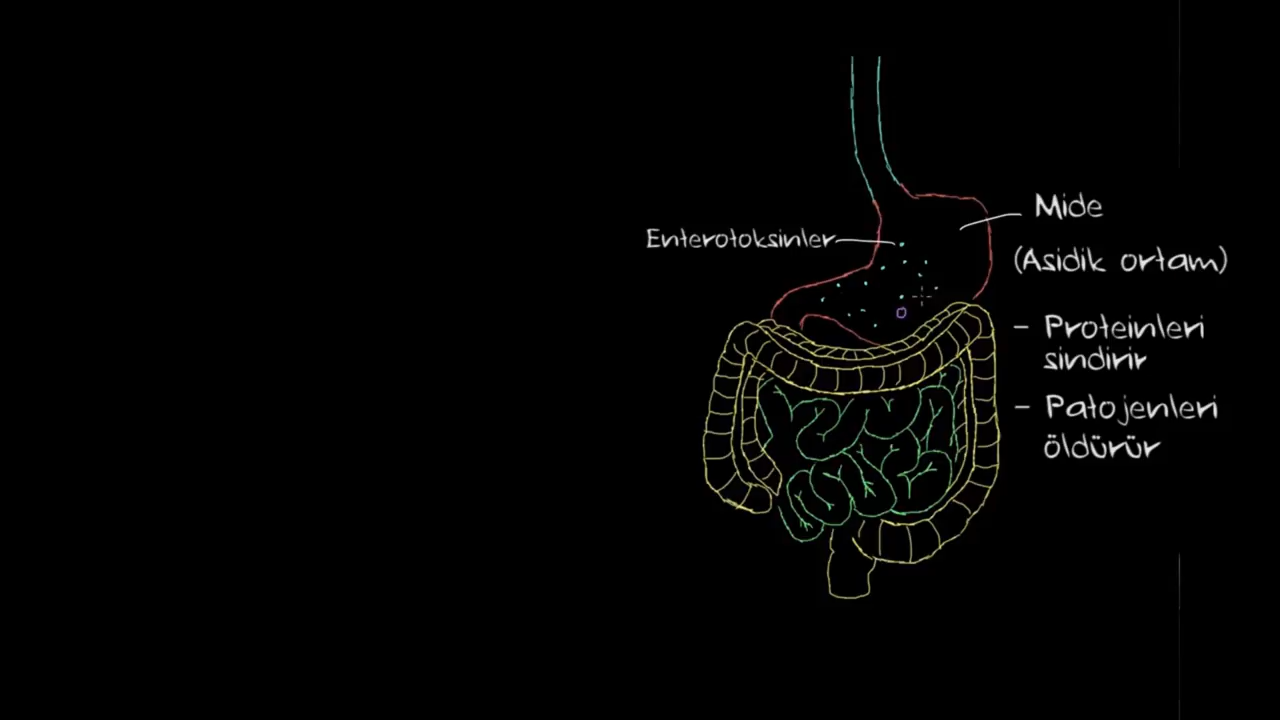 Mide
Enterotoksinler
(Asidik ortam)
- Proteinleri
sindirir
- Patojenleri
öldürür